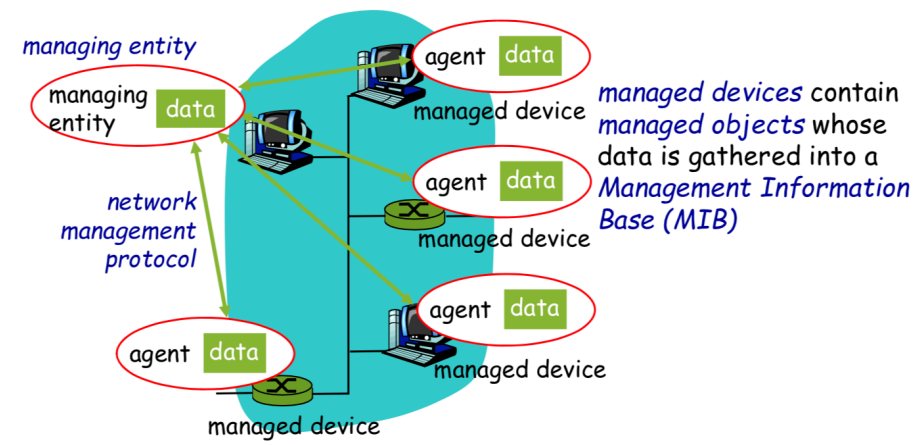 managing entity
managing
entity
data
agent data
managed device
agent data
managed device
agent data
managed device
network
management
protocol
agent data
managed device
managed devices contain
managed objects whose
data is gathered into a
Management Information
Base (MIB)